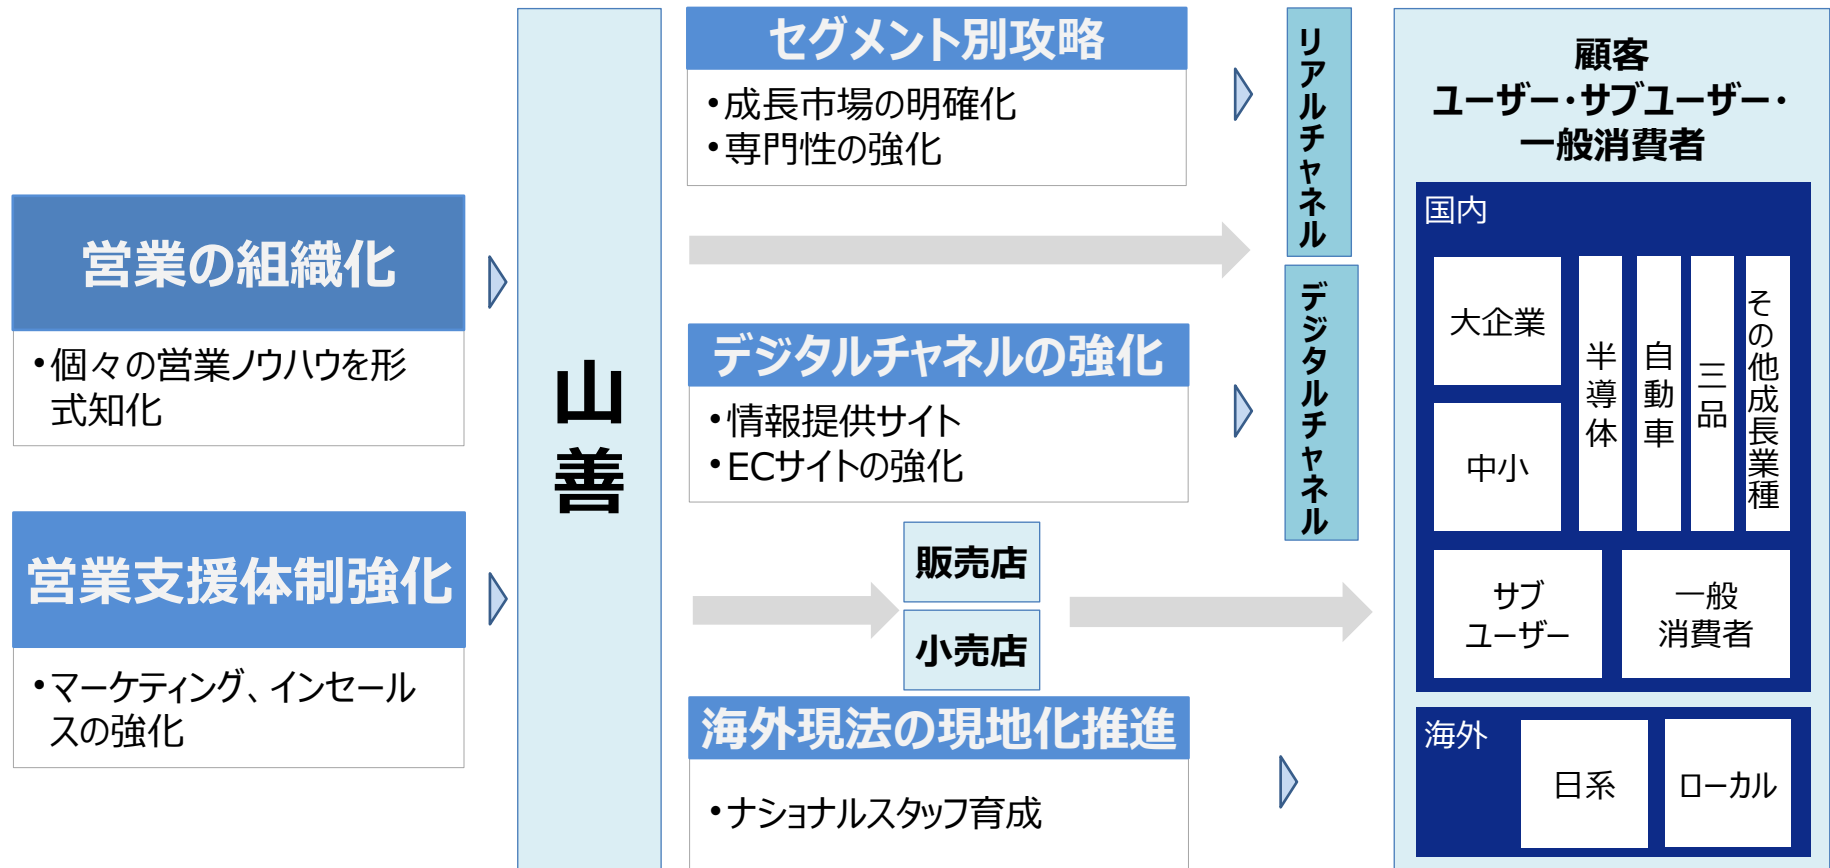 営業の組織化
•個々の営業ノウハウを形
式知化
営業支援体制強化
•マーケティング、インセール
スの強化
山善
セグメント別攻略
•成長市場の明確化
•専門性の強化
デジタルチャネルの強化
•情報提供サイト
•ECサイトの強化
販売店
小売店
海外現法の現地化推進
•ナショナルスタッフ育成
リアルチャネル
デジタルチャネル
顧客
ユーザー・サブユーザー・
一般消費者
国内
大企業
中小
半導体
自動車
三品
その他成長業種
サブ
ユーザー
一般
消費者
海外
日系
ローカル